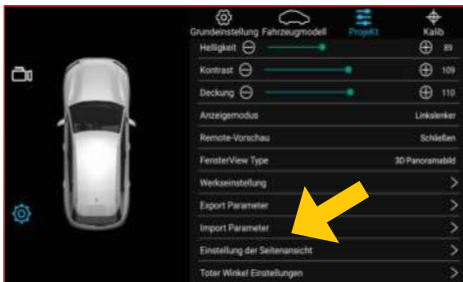 Grundeinstellung Fahrzeugmodell Projekt Kalib
Helligkeit 89
Kontrast 109
Deckung 110
Anzeigemodus Linkslenker
Remote-Vorschau Schließen
FensterView Type 3D Panoramabild
Werkseinstellung >
Export Parameter >
Import Parameter >
Einstellung der Seitenansicht >
Toter Winkel Einstellungen >